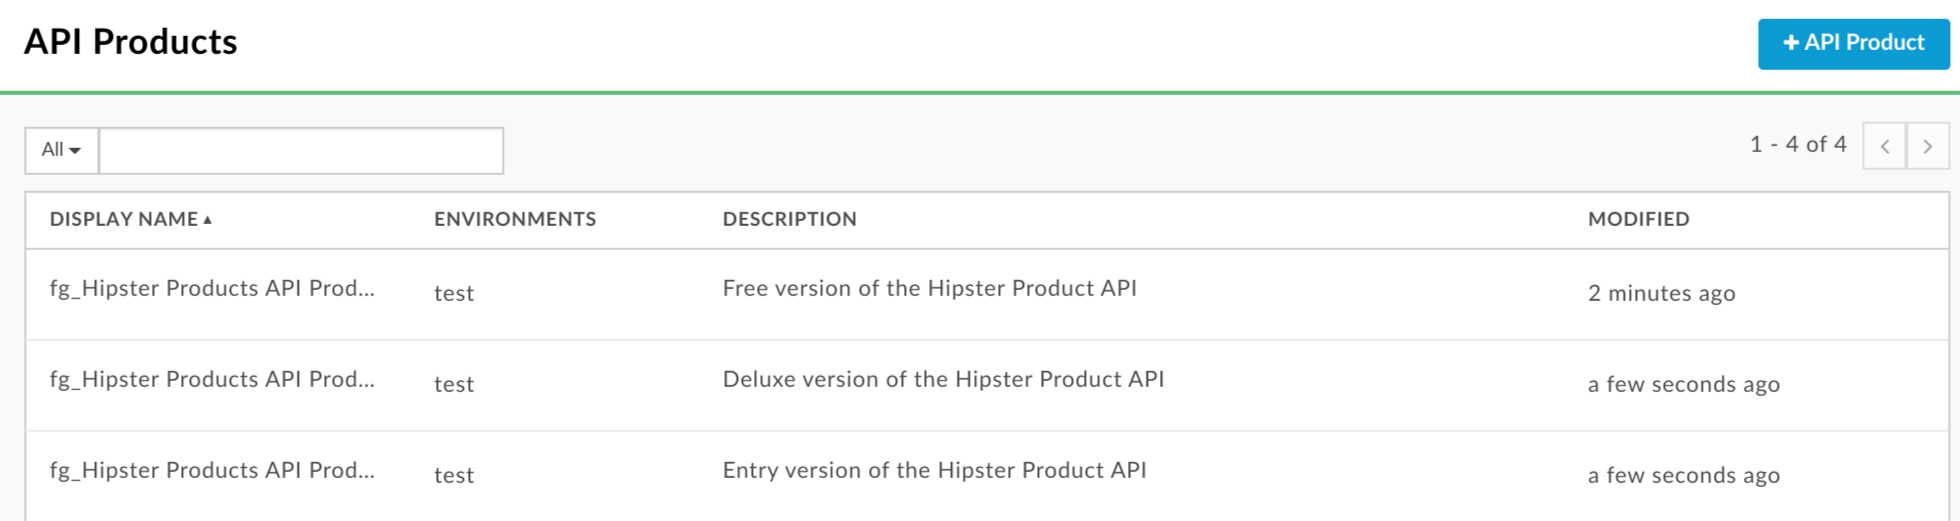 API Products
+ API Product
All
1 - 4 of 4
DISPLAY NAME ENVIRONMENTS DESCRIPTION MODIFIED
fg_Hipster Products API Prod... test Free version of the Hipster Product API 2 minutes ago
fg_Hipster Products API Prod... test Deluxe version of the Hipster Product API a few seconds ago
fg_Hipster Products API Prod... test Entry version of the Hipster Product API a few seconds ago